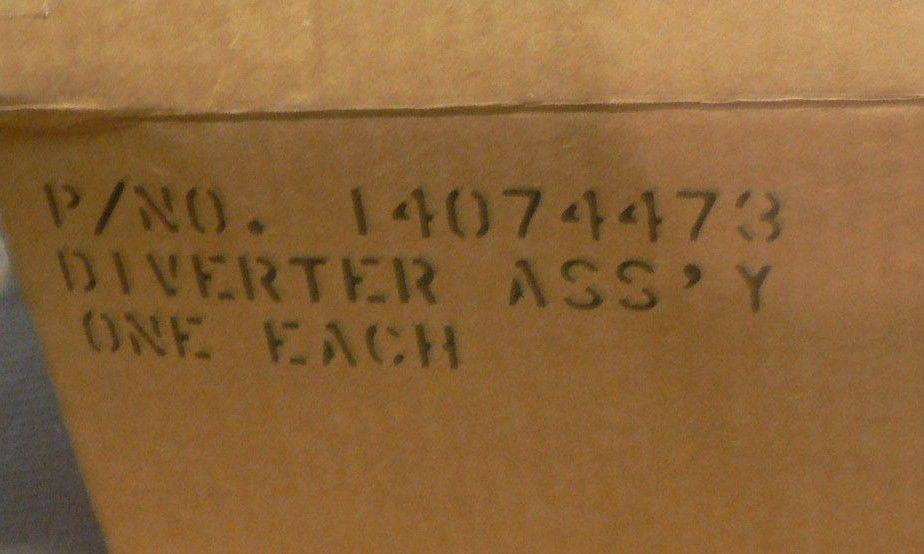 P/NO. 14074473
DIVERTER ASS'Y
ONE EACH